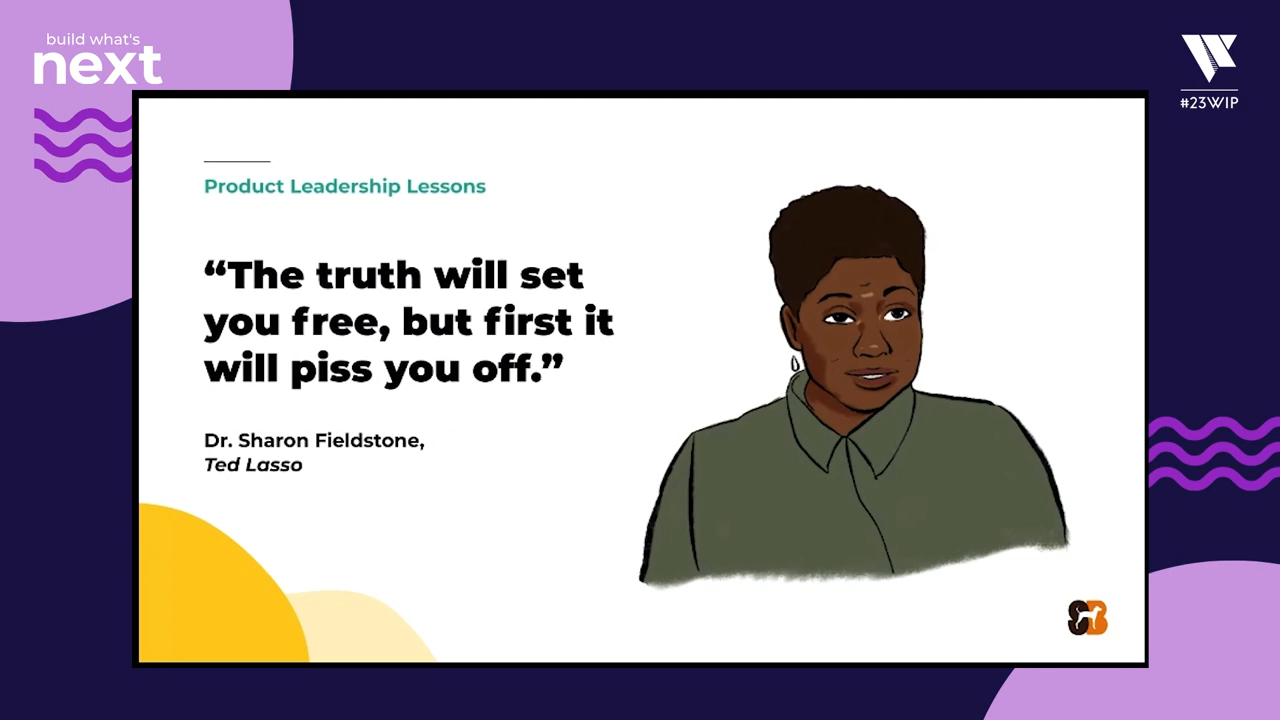 build what's
next
#23WIP
Product Leadership Lessons
“The truth will set
you free, but first it
will piss you off.”
Dr. Sharon Fieldstone,
Ted Lasso
SB